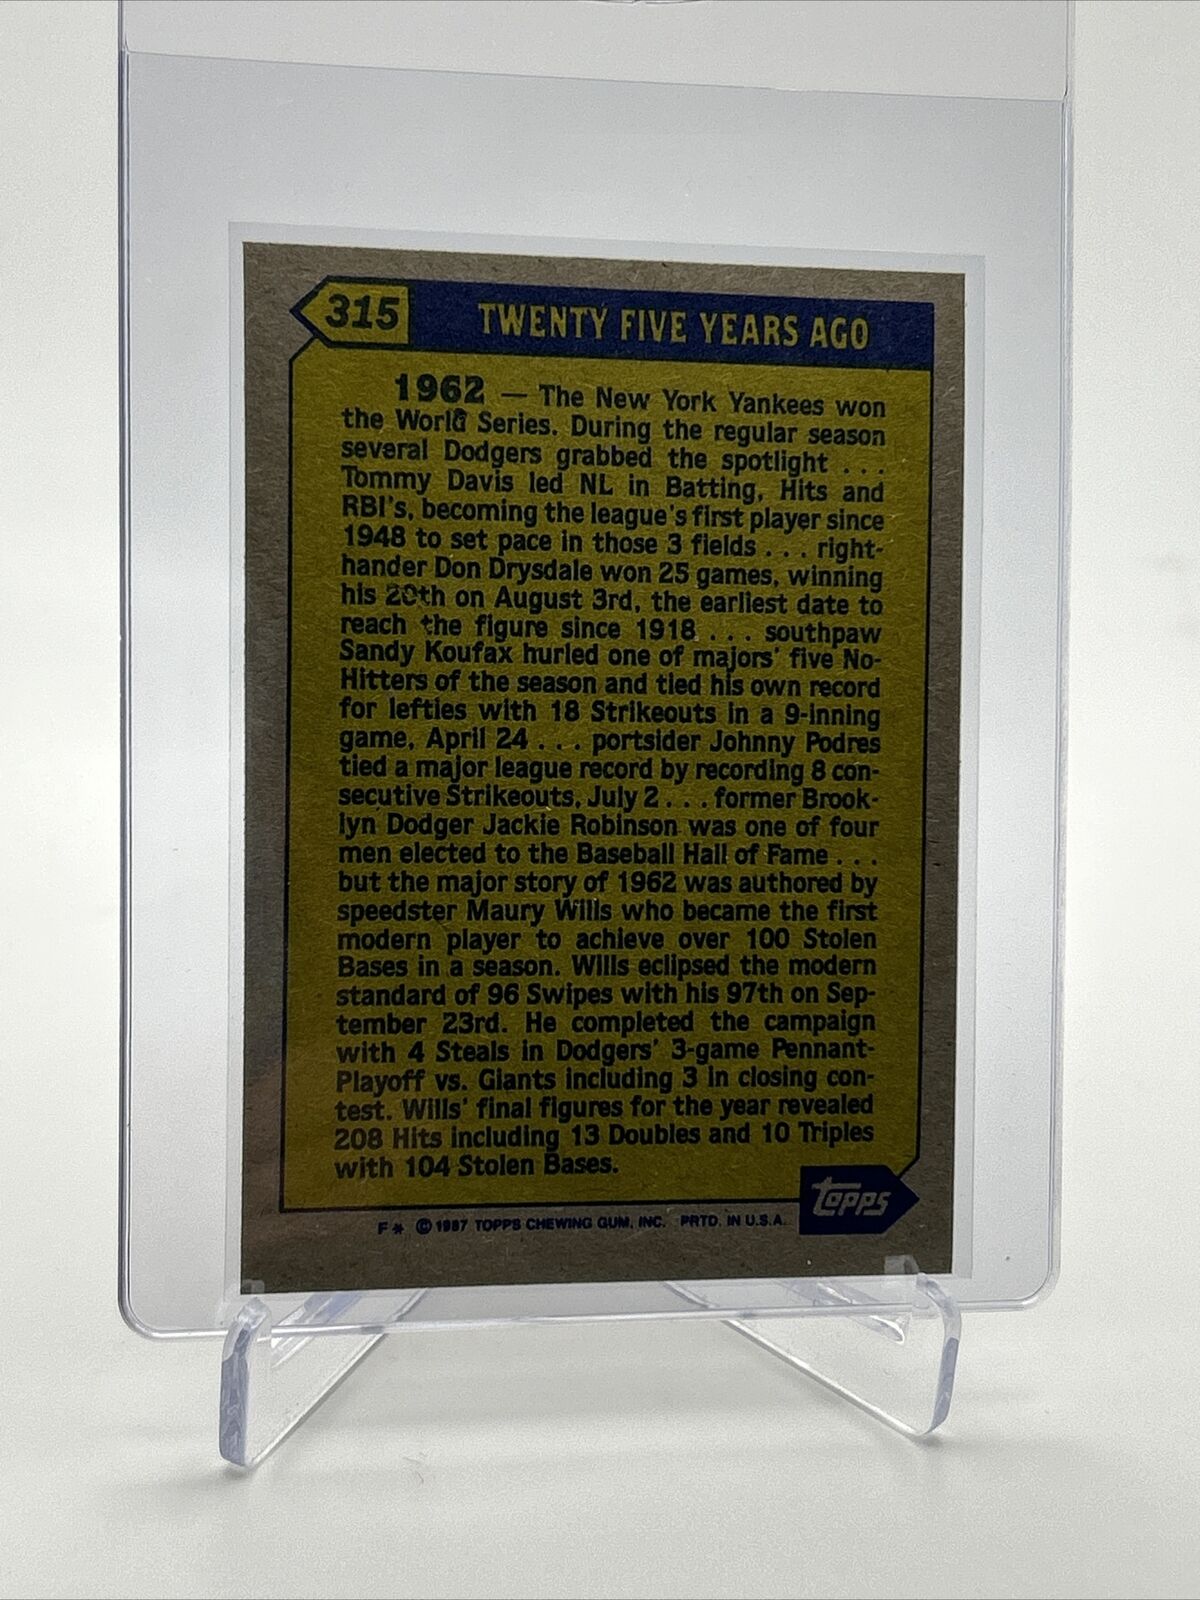 315 TWENTY FIVE YEARS AGO
1962 — The New York Yankees won
the World Series. During the regular season
several Dodgers grabbed the spotlight . . .
Tommy Davis led NL in Batting, Hits and
RBI's, becoming the league's first player since
1948 to set pace in those 3 fields . . . right-
hander Don Drysdale won 25 games, winning
his 20th on August 3rd, the earliest date to
reach the figure since 1918 . . . southpaw
Sandy Koufax hurled one of majors' five No-
Hitters of the season and tied his own record
for lefties with 18 Strikeouts in a 9-inning
game, April 24 . . . portsider Johnny Podres
tied a major league record by recording 8 con-
secutive Strikeouts, July 2 . . . former Brook-
lyn Dodger Jackie Robinson was one of four
men elected to the Baseball Hall of Fame . . .
but the major story of 1962 was authored by
speedster Maury Wills who became the first
modern player to achieve over 100 Stolen
Bases in a season. Wills eclipsed the modern
standard of 96 Swipes with his 97th on Sep-
tember 23rd. He completed the campaign
with 4 Steals in Dodgers' 3-game Pennant-
Playoff vs. Giants including 3 in closing con-
test. Wills' final figures for the year revealed
208 Hits including 13 Doubles and 10 Triples
with 104 Stolen Bases.
topps
F* © 1987 TOPPS CHEWING GUM, INC. PRTD. IN U.S.A.